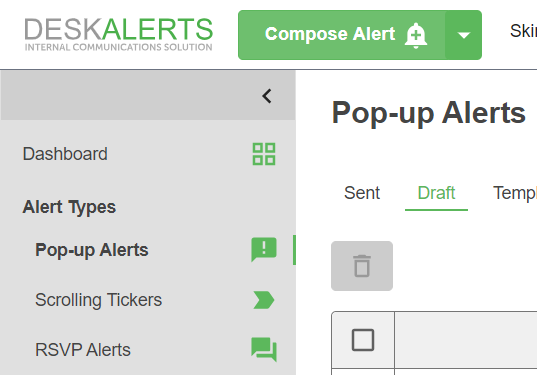 DESKALERTS
INTERNAL COMMUNICATIONS SOLUTION
Compose Alert
Dashboard
Alert Types
Pop-up Alerts
Scrolling Tickers
RSVP Alerts
Pop-up Alerts
Sent Draft